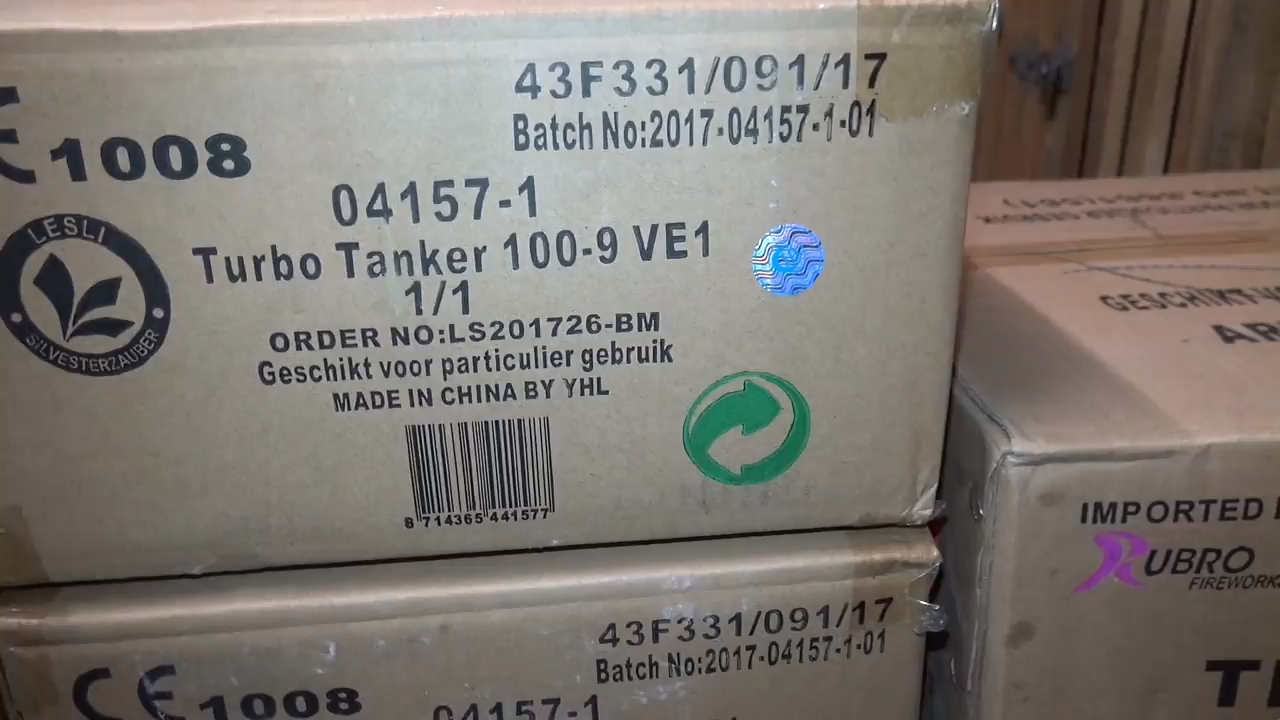 43F331/091/17
Batch No:2017-04157-1-01
CE 1008
04157-1
LESLI
SILVESTERZAUBER
Turbo Tanker 100-9 VE1
1/1
ORDER NO:LS201726-BM
Geschikt voor particulier gebruik
MADE IN CHINA BY YHL
8 714365 441577
43F331/091/17
Batch No:2017-04157-1-01
CE 1008
04157-1
GESCHIKT
IMPORTED
RUBRO
FIREWORKS